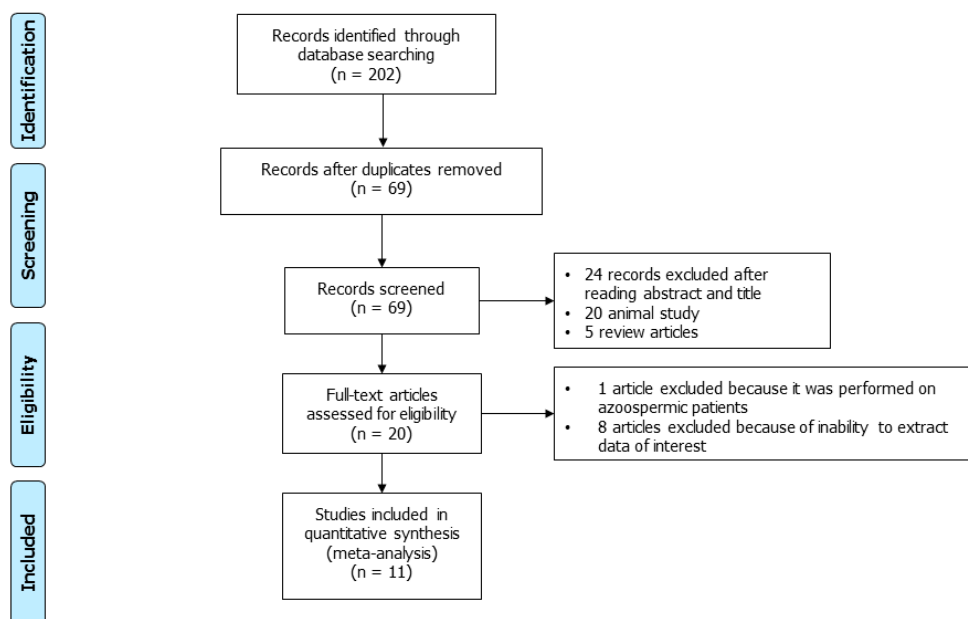 Identification
Records identified through
database searching
(n = 202)
Records after duplicates removed
(n = 69)
Screening
Records screened
(n = 69)
• 24 records excluded after
reading abstract and title
• 20 animal study
• 5 review articles
Eligibility
Full-text articles
assessed for eligibility
(n = 20)
• 1 article excluded because it was performed on
azoospermic patients
• 8 articles excluded because of inability to extract
data of interest
Included
Studies included in
quantitative synthesis
(meta-analysis)
(n = 11)